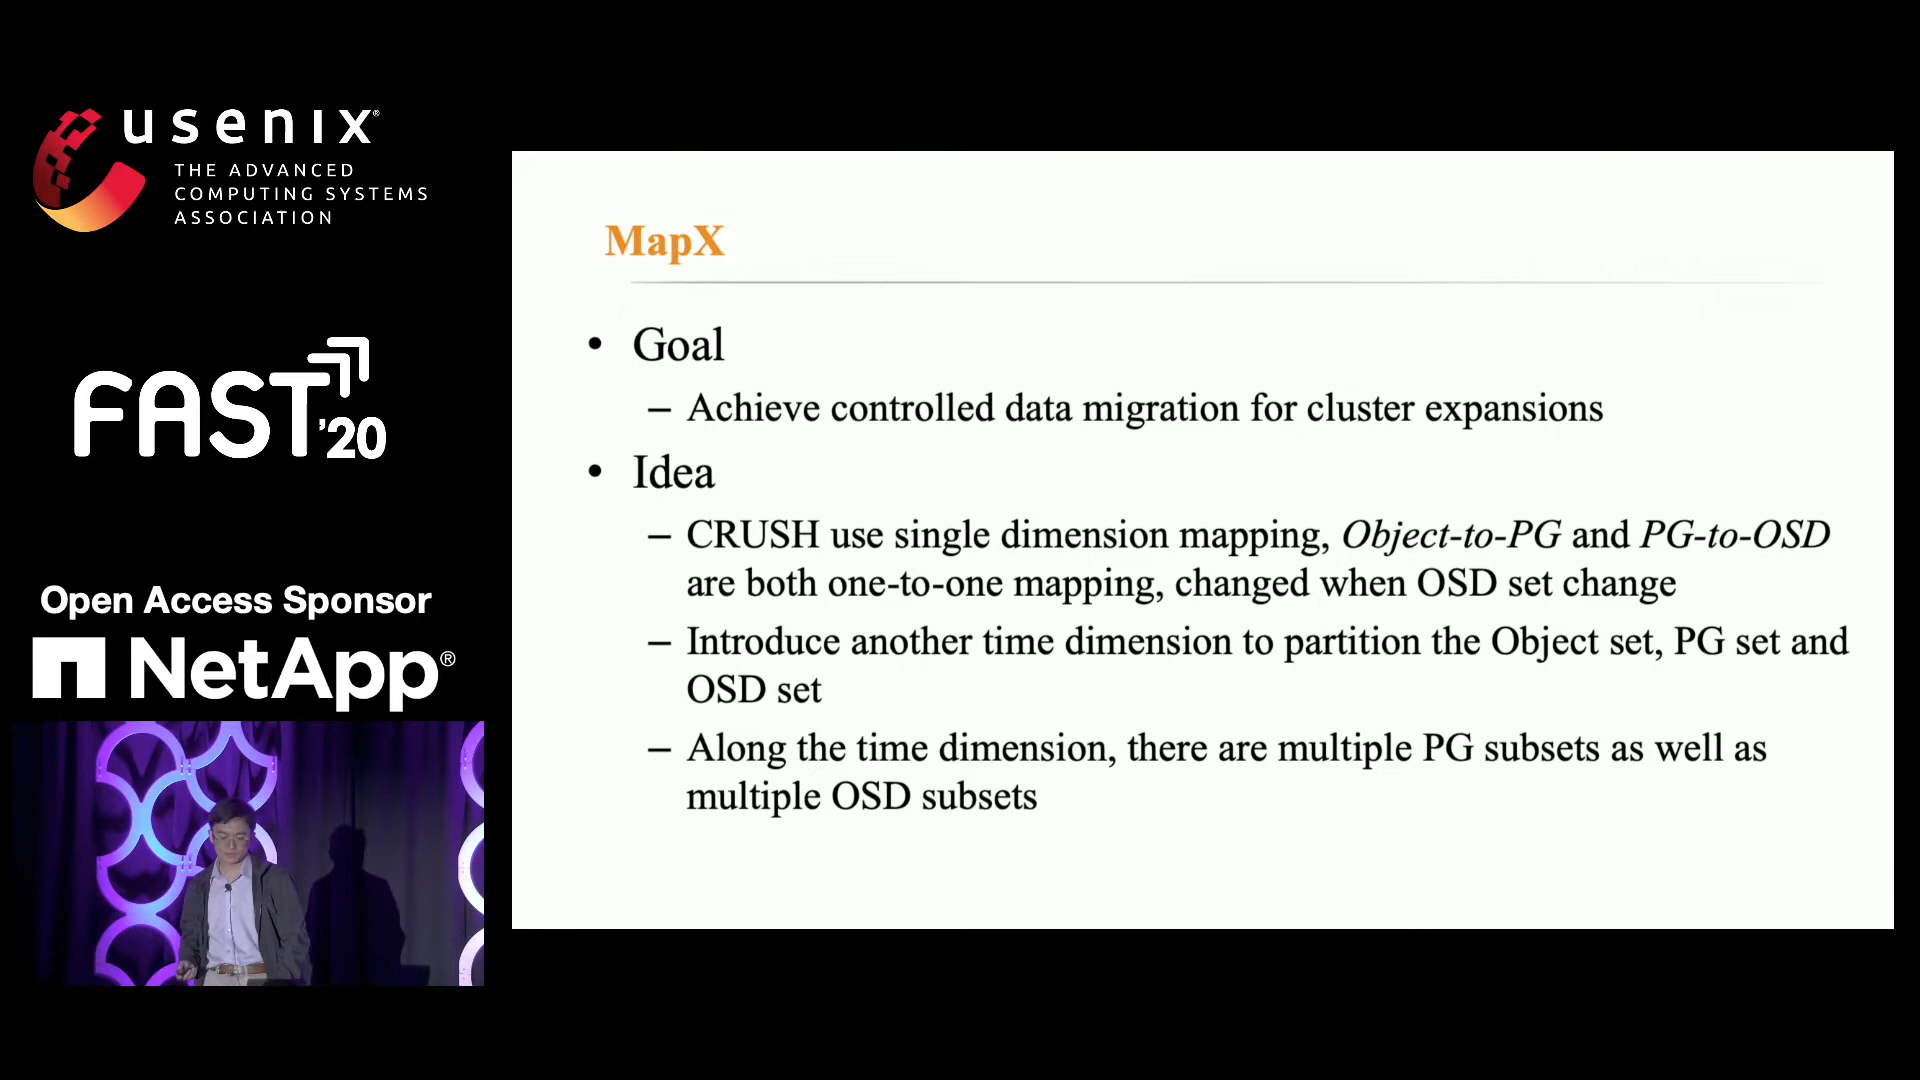 usenix®
THE ADVANCED
COMPUTING SYSTEMS
ASSOCIATION
FAST '20
Open Access Sponsor
NetApp®
MapX
• Goal
– Achieve controlled data migration for cluster expansions
• Idea
– CRUSH use single dimension mapping, Object-to-PG and PG-to-OSD
are both one-to-one mapping, changed when OSD set change
– Introduce another time dimension to partition the Object set, PG set and
OSD set
– Along the time dimension, there are multiple PG subsets as well as
multiple OSD subsets